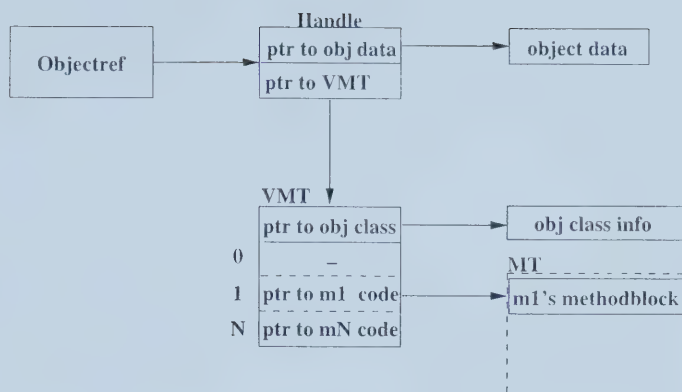 Handle
Objectref
ptr to obj data
object data
ptr to VMT
VMT
ptr to obj class
obj class info
0 –
MT
1 ptr to m1 code
m1's methodblock
N ptr to mN code